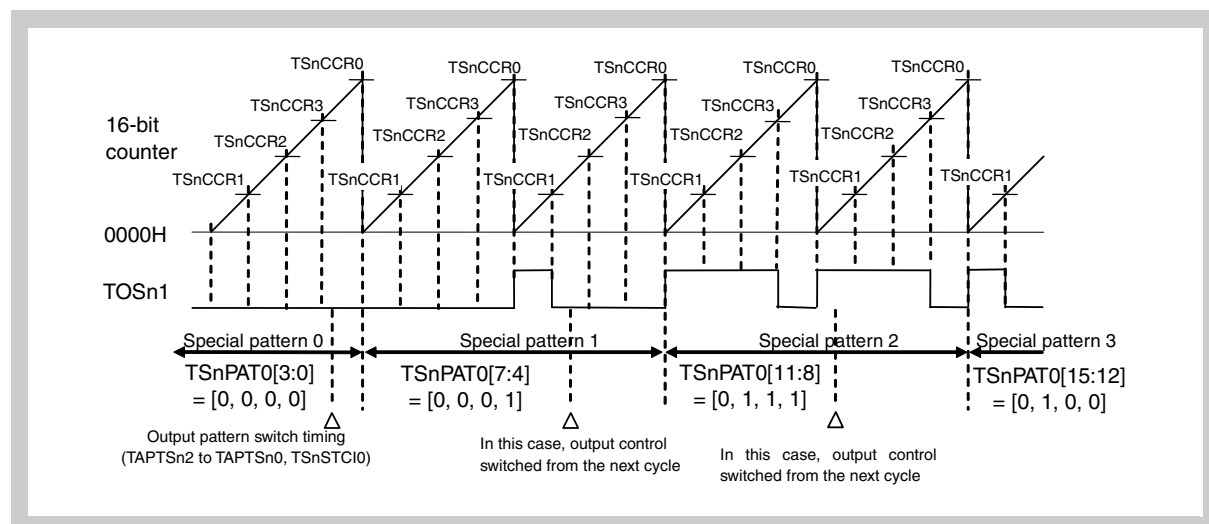 TSnCCR0 TSnCCR0 TSnCCR0 TSnCCR0 TSnCCR0
TSnCCR3 TSnCCR3 TSnCCR3 TSnCCR3 TSnCCR3
16-bit
counter
TSnCCR2 TSnCCR2 TSnCCR2 TSnCCR2 TSnCCR2
TSnCCR1 TSnCCR1 TSnCCR1 TSnCCR1 TSnCCR1 TSnCCR1
0000H
TOSn1
Special pattern 0 Special pattern 1 Special pattern 2 Special pattern 3
TSnPAT0[3:0] TSnPAT0[7:4] TSnPAT0[11:8] TSnPAT0[15:12]
= [0, 0, 0, 0] = [0, 0, 0, 1] = [0, 1, 1, 1] = [0, 1, 0, 0]
Output pattern switch timing
(TAPTSn2 to TAPTSn0, TSnSTCI0)
In this case, output control
switched from the next cycle
In this case, output control
switched from the next cycle